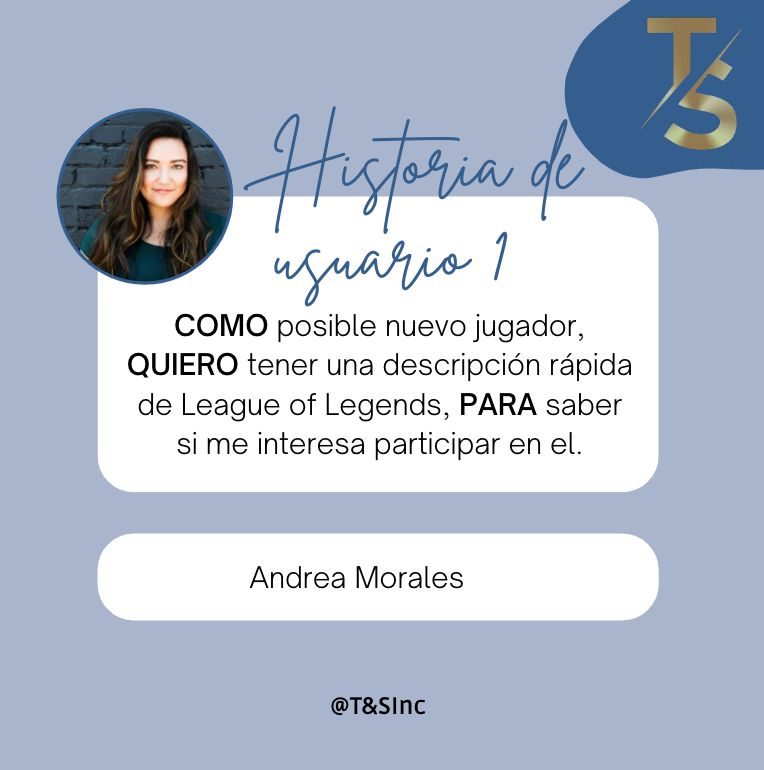 T/S
Historia de
usuario 1
COMO posible nuevo jugador,
QUIERO tener una descripción rápida
de League of Legends, PARA saber
si me interesa participar en el.
Andrea Morales
@T&SInc